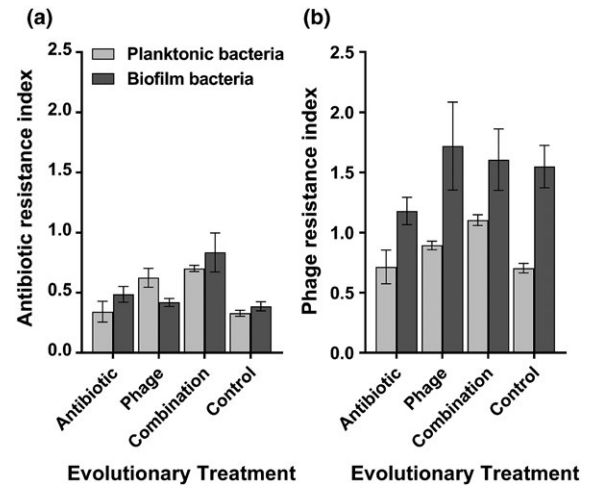 (a)
Antibiotic resistance index
2.5
2.0
1.5
1.0
0.5
0.0
Planktonic bacteria
Biofilm bacteria
Antibiotic
Phage
Combination
Control
Evolutionary Treatment
(b)
Phage resistance index
2.5
2.0
1.5
1.0
0.5
0.0
Antibiotic
Phage
Combination
Control
Evolutionary Treatment